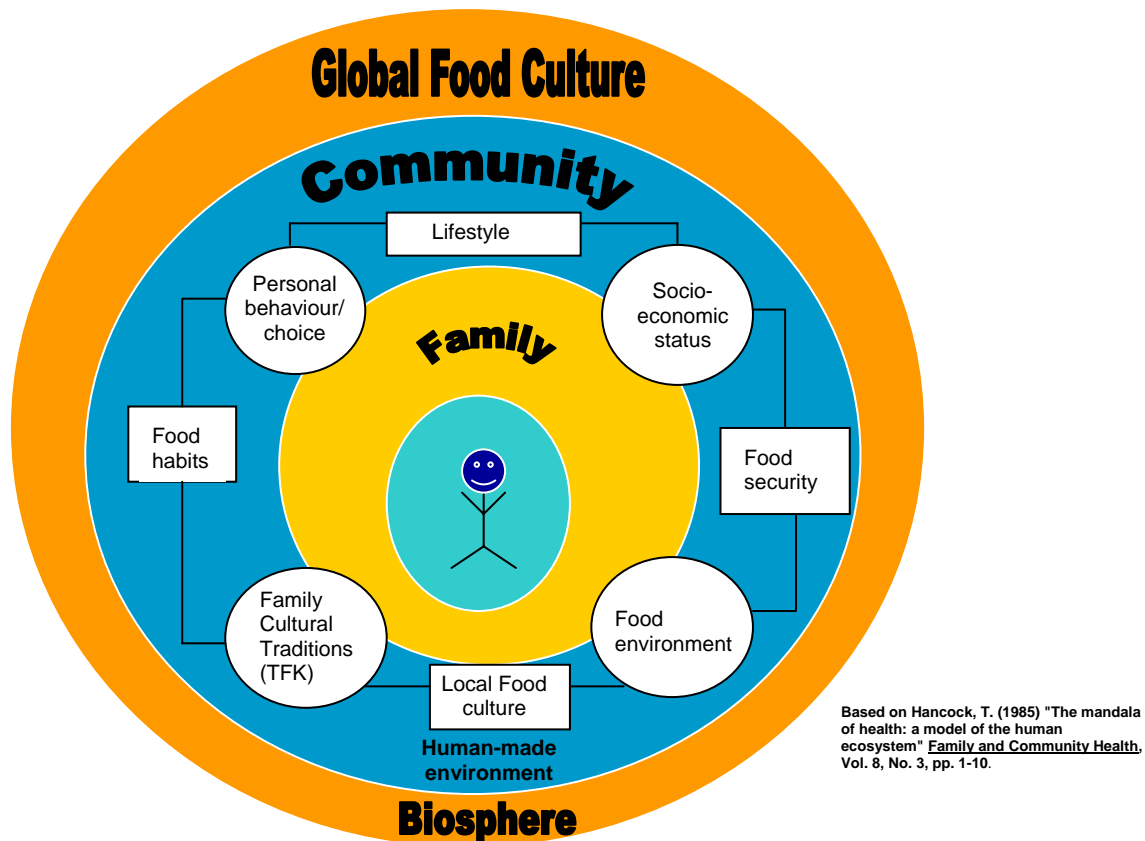 Global Food Culture
Community
Lifestyle
Personal
behaviour/
choice
Socio-
economic
status
Family
Food
habits
Food
security
Family
Cultural
Traditions
(TFK)
Food
environment
Local Food
culture
Human-made
environment
Biosphere
Based on Hancock, T. (1985) "The mandala
of health: a model of the human
ecosystem" Family and Community Health,
Vol. 8, No. 3, pp. 1-10.